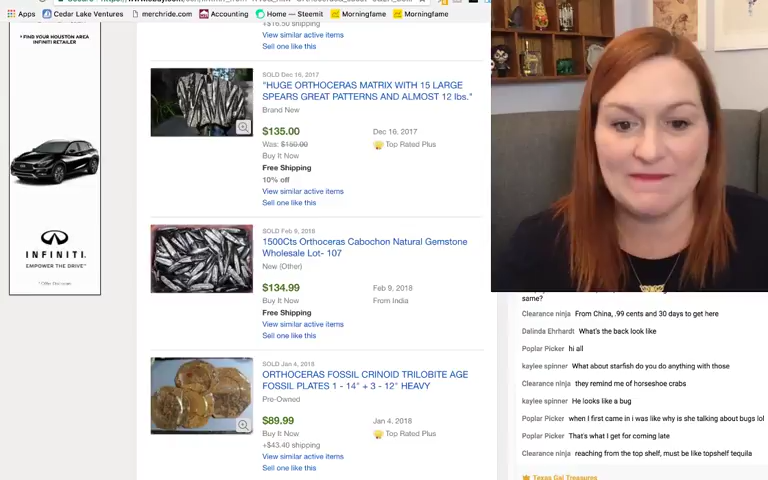 Apps
Cedar Lake Ventures
merchride.com
Accounting
Home — Steemit
Morningfame
Morningfame
* FIND YOUR HOUSTON AREA
INFINITI RETAILER
INFINITI
EMPOWER THE DRIVE
+$16.50 shipping
View similar active items
Sell one like this
SOLD Dec 16, 2017
"HUGE ORTHOCERAS MATRIX WITH 15 LARGE
SPEARS GREAT PATTERNS AND ALMOST 12 lbs."
Brand New
$135.00
Dec 16, 2017
Was: $150.00
Top Rated Plus
Buy It Now
Free Shipping
10% off
View similar active items
Sell one like this
SOLD Feb 9, 2018
1500Cts Orthoceras Cabochon Natural Gemstone
Wholesale Lot- 107
New (Other)
$134.99
Feb 9, 2018
Buy It Now
From India
Free Shipping
View similar active items
Sell one like this
SOLD Jan 4, 2018
ORTHOCERAS FOSSIL CRINOID TRILOBITE AGE
FOSSIL PLATES 1 - 14" + 3 - 12" HEAVY
Pre-Owned
$89.99
Jan 4, 2018
Buy It Now
Top Rated Plus
+$43.40 shipping
View similar active items
Sell one like this
same?
Clearance ninja From China, .99 cents and 30 days to get here
Dalinda Ehrhardt What's the back look like
Poplar Picker hi all
kaylee spinner What about starfish do you do anything with those
Clearance ninja they remind me of horseshoe crabs
kaylee spinner He looks like a bug
Poplar Picker when I first came in i was like why is she talking about bugs lol
Poplar Picker That's what I get for coming late
Clearance ninja reaching from the top shelf, must be like topshelf tequila
Texas Gal Treasures